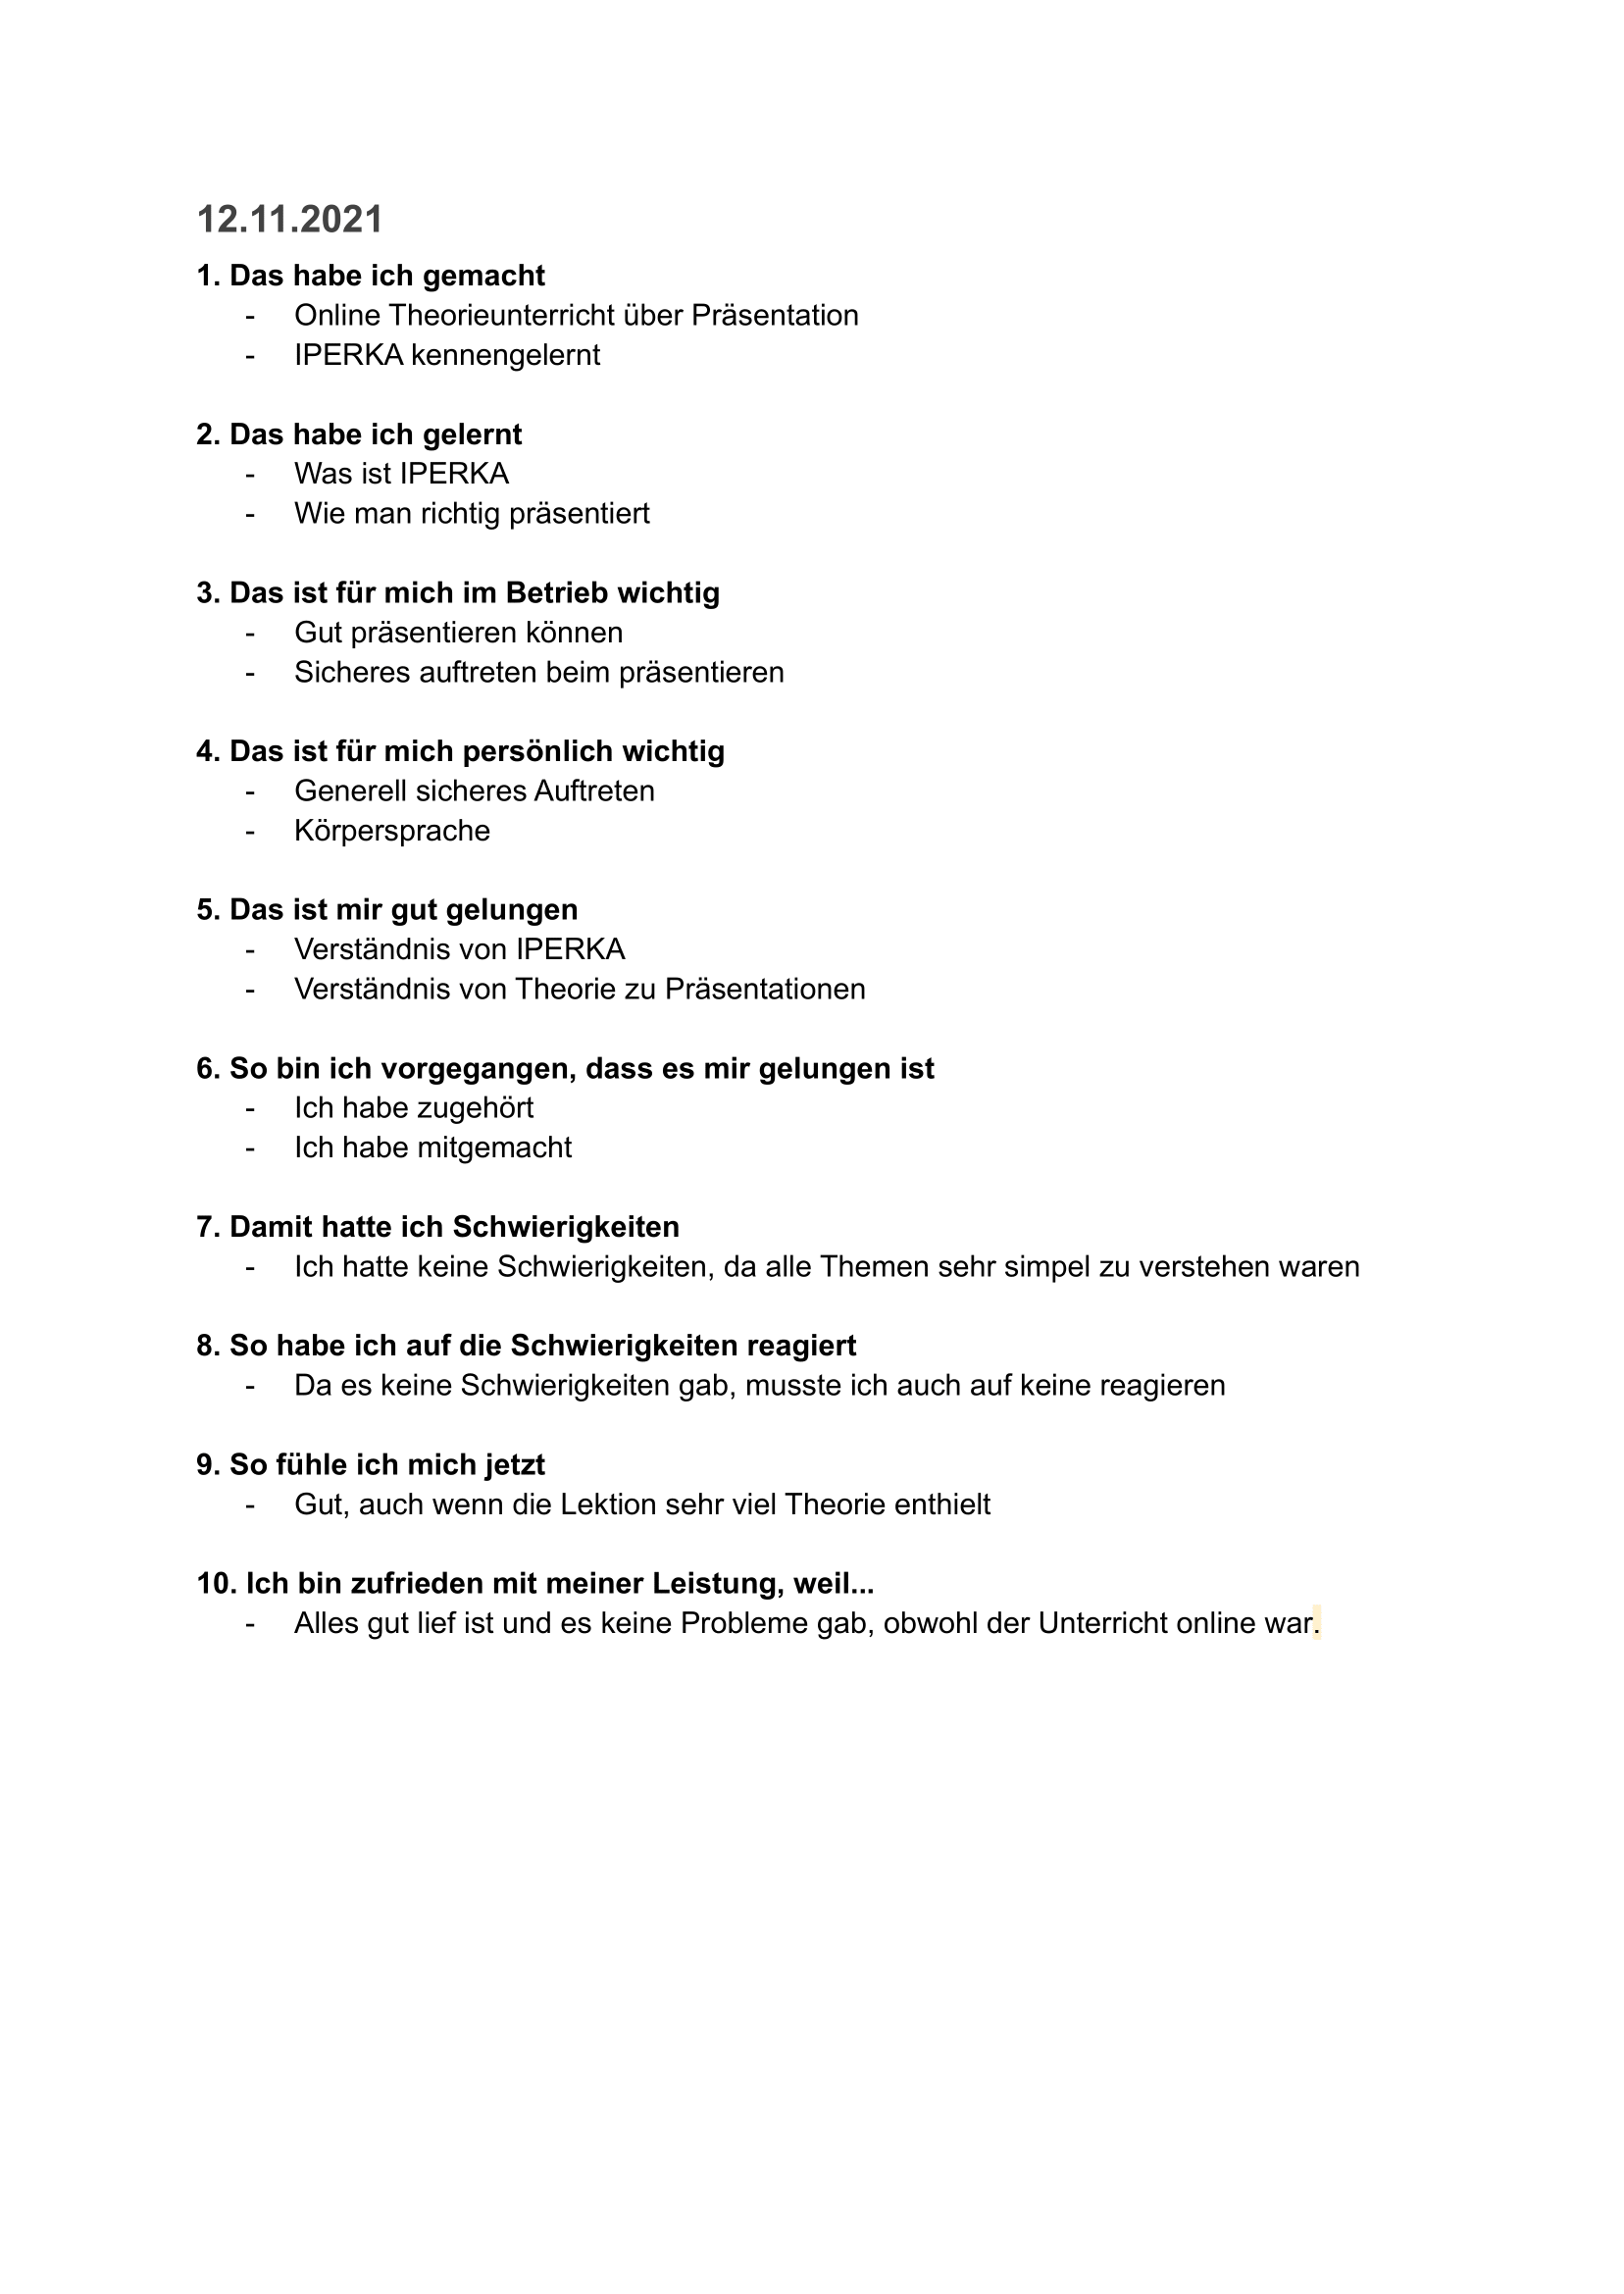 12.11.2021
1. Das habe ich gemacht
- Online Theorieunterricht über Präsentation
- IPERKA kennengelernt
2. Das habe ich gelernt
- Was ist IPERKA
- Wie man richtig präsentiert
3. Das ist für mich im Betrieb wichtig
- Gut präsentieren können
- Sicheres auftreten beim präsentieren
4. Das ist für mich persönlich wichtig
- Generell sicheres Auftreten
- Körpersprache
5. Das ist mir gut gelungen
- Verständnis von IPERKA
- Verständnis von Theorie zu Präsentationen
6. So bin ich vorgegangen, dass es mir gelungen ist
- Ich habe zugehört
- Ich habe mitgemacht
7. Damit hatte ich Schwierigkeiten
- Ich hatte keine Schwierigkeiten, da alle Themen sehr simpel zu verstehen waren
8. So habe ich auf die Schwierigkeiten reagiert
- Da es keine Schwierigkeiten gab, musste ich auch auf keine reagieren
9. So fühle ich mich jetzt
- Gut, auch wenn die Lektion sehr viel Theorie enthielt
10. Ich bin zufrieden mit meiner Leistung, weil...
- Alles gut lief ist und es keine Probleme gab, obwohl der Unterricht online war.